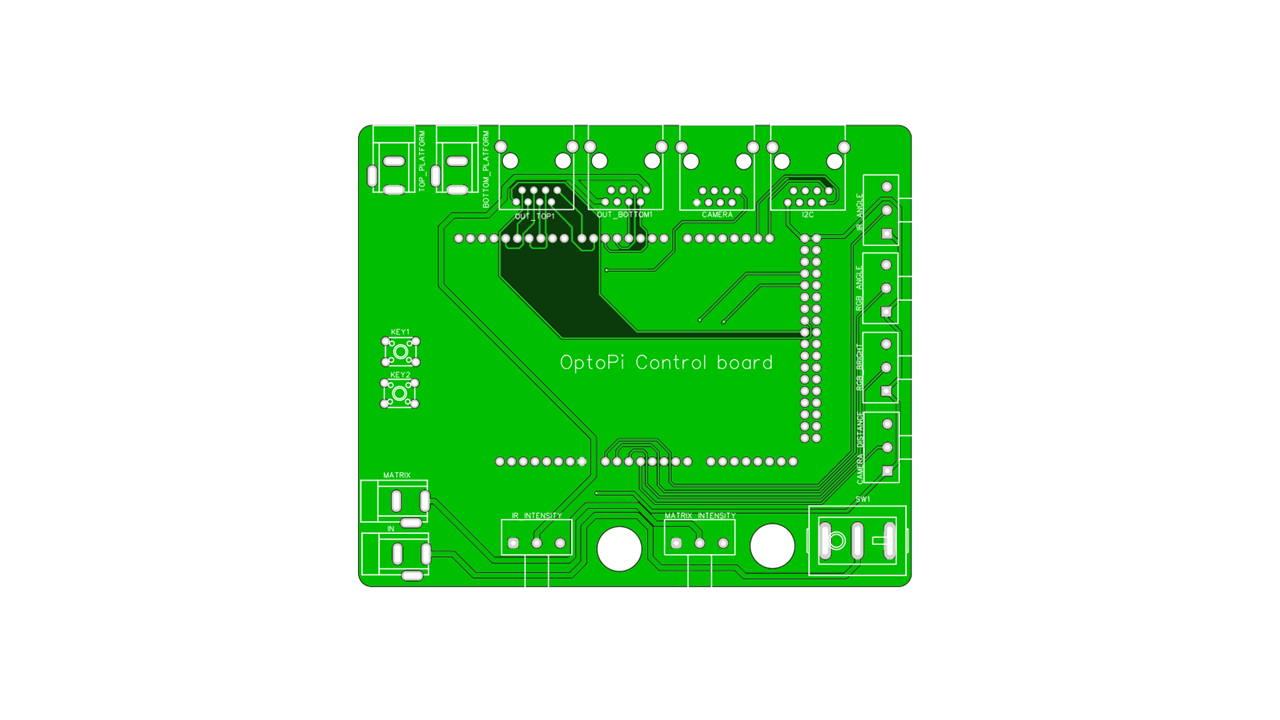 TOP_PLATFORM
BOTTOM_PLATFORM
OUT_TOP1
OUT_BOTTOM1
CAMERA
I2C
IR_ANGLE
RGB_ANGLE
KEY1
RGB_BRIGHT
OptoPi Control board
KEY2
CAMERA_DISTANCE
MATRIX
SW1
IR_INTENSITY
MATRIX_INTENSITY
IN